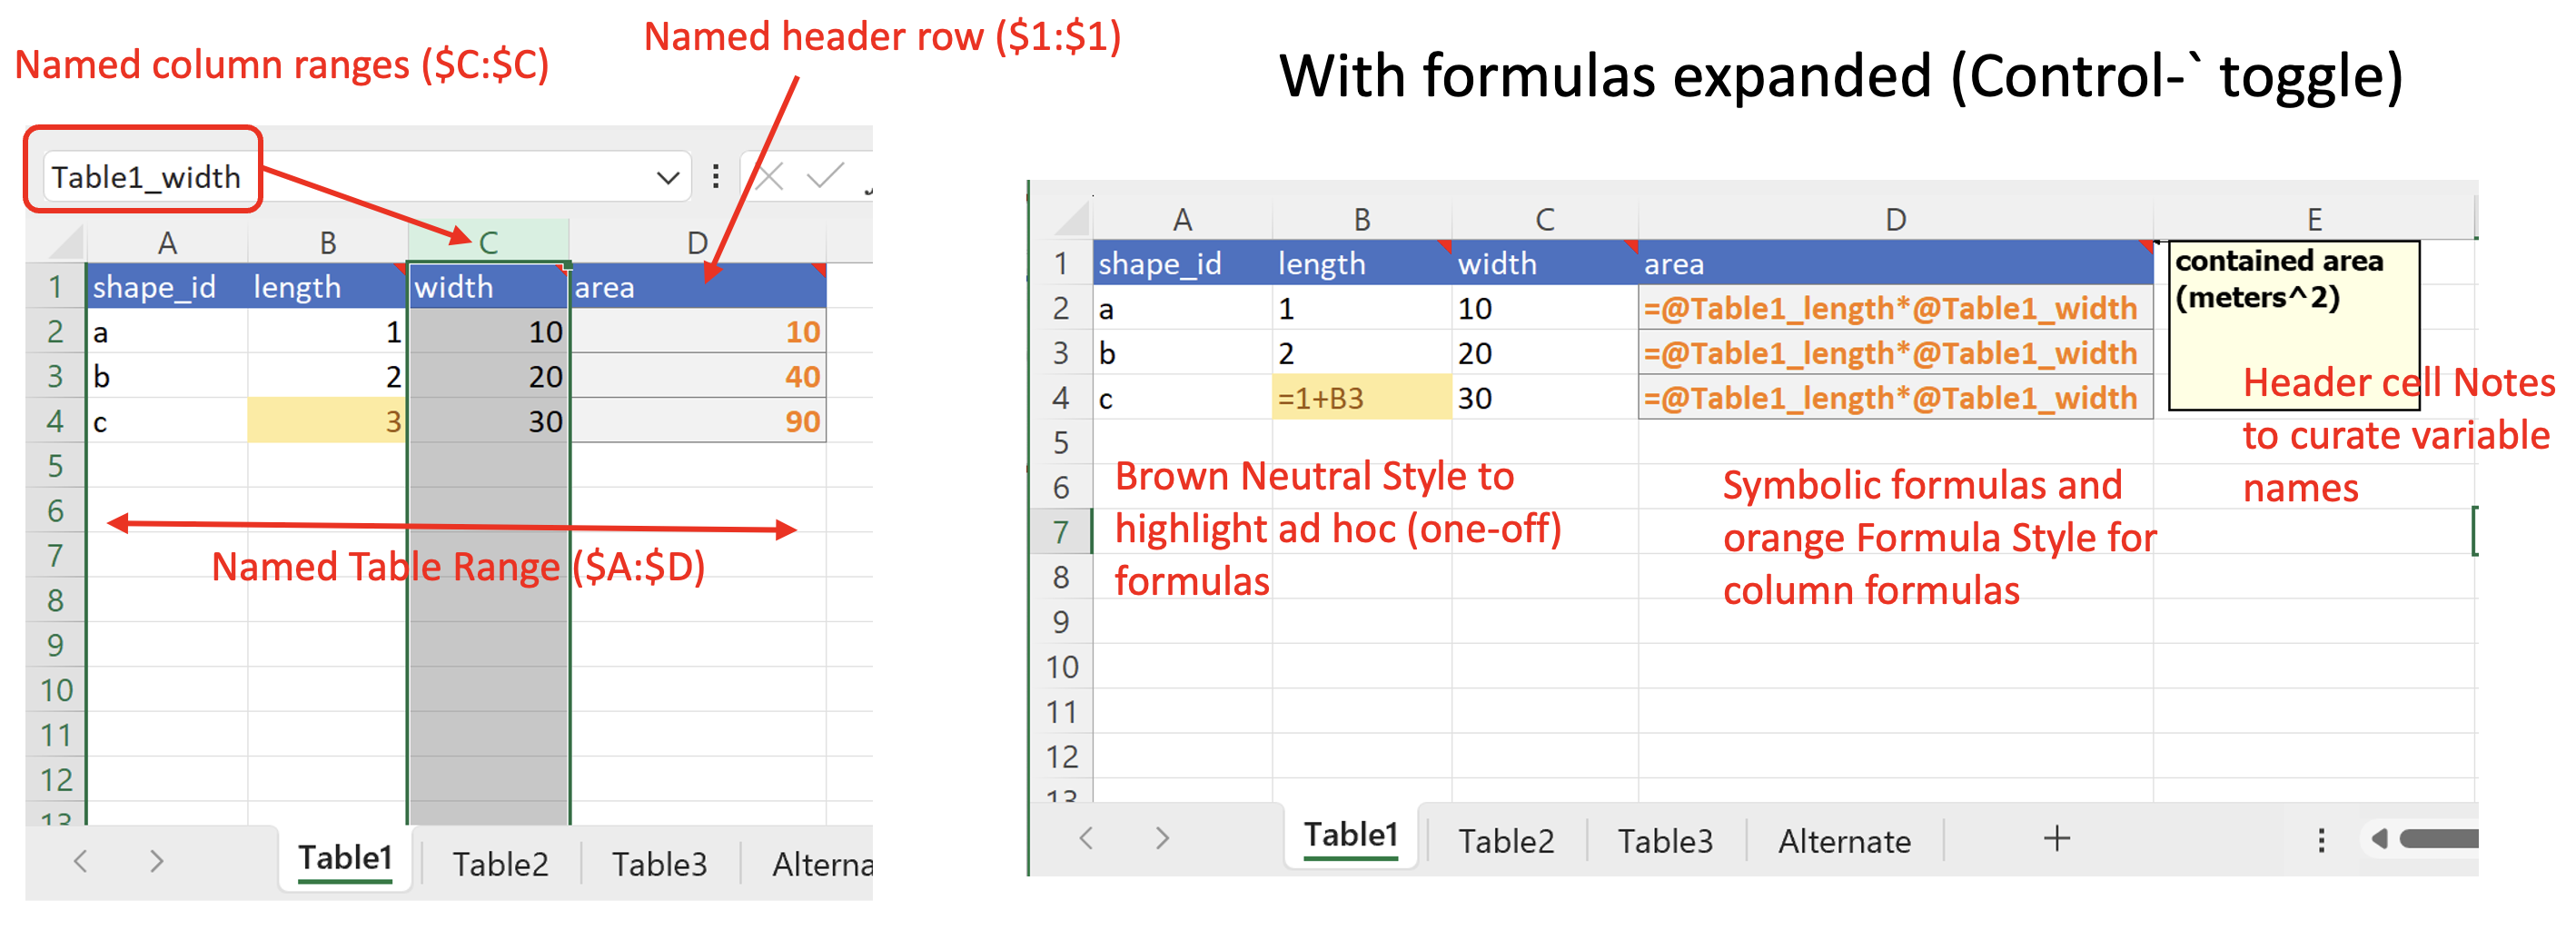 Named column ranges ($C:$C)
Named header row ($1:$1)
With formulas expanded (Control-` toggle)
Table1_width
A B C D
1 shape_id length width area
2 a 1 10 10
3 b 2 20 40
4 c 3 30 90
5
6
7
Named Table Range ($A:$D)
8
9
10
11
12
13
Table1 Table2 Table3 Alterna
A B C D E
1 shape_id length width area
2 a 1 10 =@Table1_length*@Table1_width
3 b 2 20 =@Table1_length*@Table1_width
4 c =1+B3 30 =@Table1_length*@Table1_width
contained area
(meters^2)
Header cell Notes
to curate variable
names
5
6
7
8
9
10
11
12
13
Brown Neutral Style to
highlight ad hoc (one-off)
formulas
Symbolic formulas and
orange Formula Style for
column formulas
Table1 Table2 Table3 Alternate +